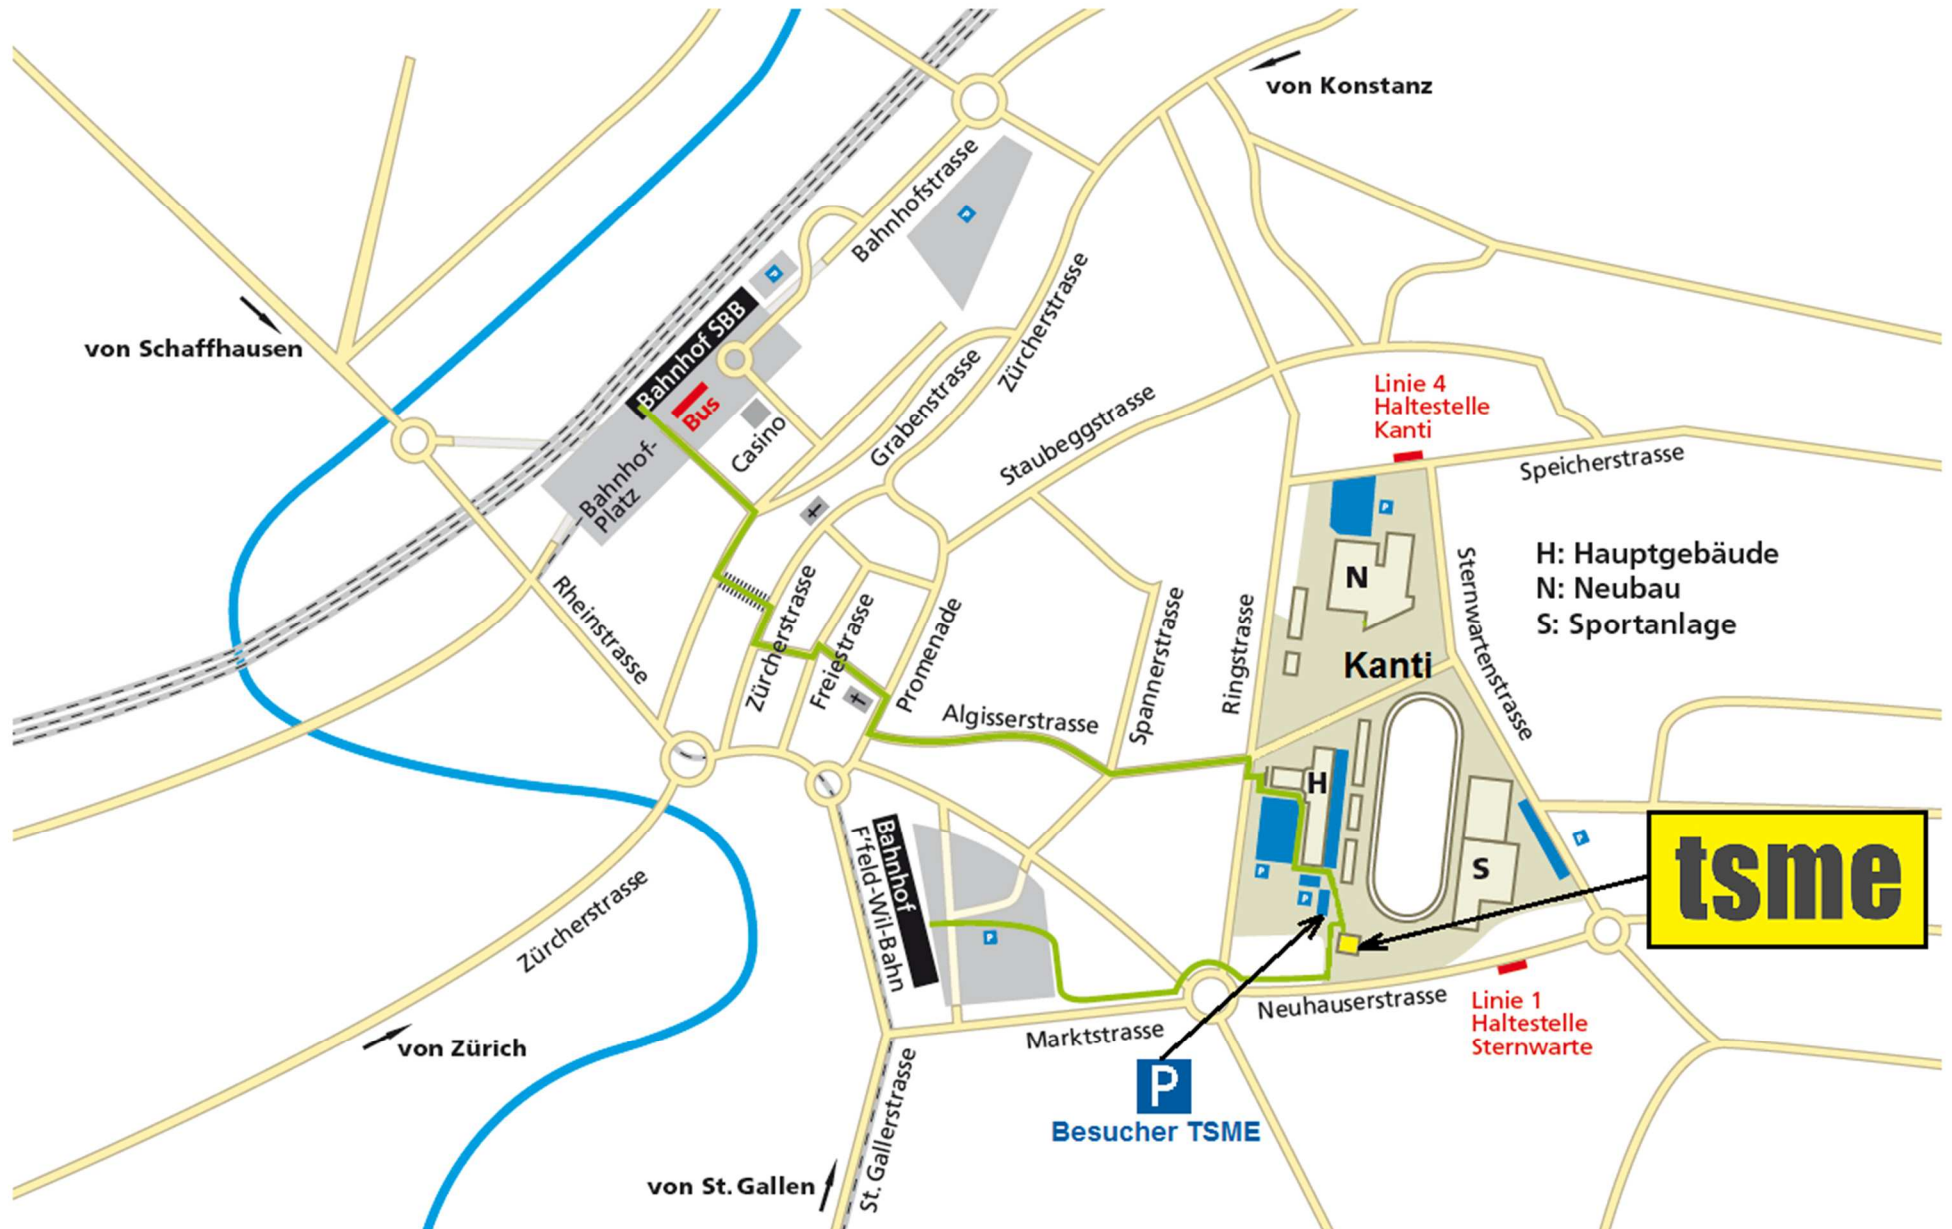 von Konstanz
Bahnhofstrasse
P
P
Zürcherstrasse
von Schaffhausen
Bahnhof SBB
Bus
Casino
Grabenstrasse
Staubeggstrasse
Linie 4
Haltestelle
Kanti
Speicherstrasse
Bahnhof-
Platz
P
N
H: Hauptgebäude
N: Neubau
S: Sportanlage
Sternwartenstrasse
Rheinstrasse
Zürcherstrasse
Freiestrasse
Promenade
Spannerstrasse
Ringstrasse
Kanti
Algisserstrasse
H
Bahnhof
F'feld-Wil-Bahn
P
P
P
S
P
tsme
Zürcherstrasse
Neuhauserstrasse
Linie 1
Haltestelle
Sternwarte
Marktstrasse
von Zürich
P
Besucher TSME
von St. Gallen
St. Gallerstrasse